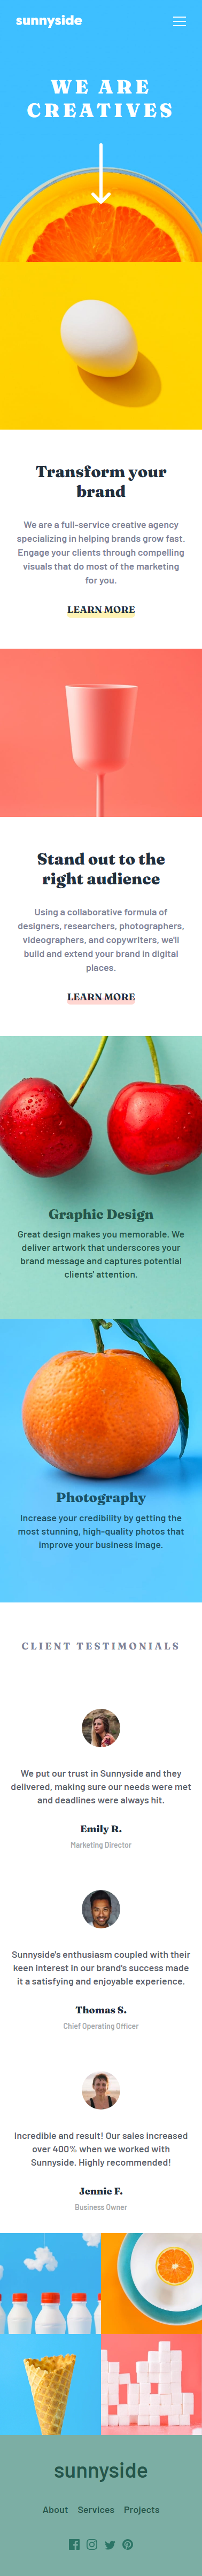 sunnyside
WE ARE
CREATIVES
Transform your
brand
We are a full-service creative agency
specializing in helping brands grow fast.
Engage your clients through compelling
visuals that do most of the marketing
for you.
LEARN MORE
Stand out to the
right audience
Using a collaborative formula of
designers, researchers, photographers,
videographers, and copywriters, we'll
build and extend your brand in digital
places.
LEARN MORE
Graphic Design
Great design makes you memorable. We
deliver artwork that underscores your
brand message and captures potential
clients' attention.
Photography
Increase your credibility by getting the
most stunning, high-quality photos that
improve your business image.
CLIENT TESTIMONIALS
We put our trust in Sunnyside and they
delivered, making sure our needs were met
and deadlines were always hit.
Emily R.
Marketing Director
Sunnyside's enthusiasm coupled with their
keen interest in our brand's success made
it a satisfying and enjoyable experience.
Thomas S.
Chief Operating Officer
Incredible end result! Our sales increased
over 400% when we worked with
Sunnyside. Highly recommended!
Jennie F.
Business Owner
sunnyside
About Services Projects